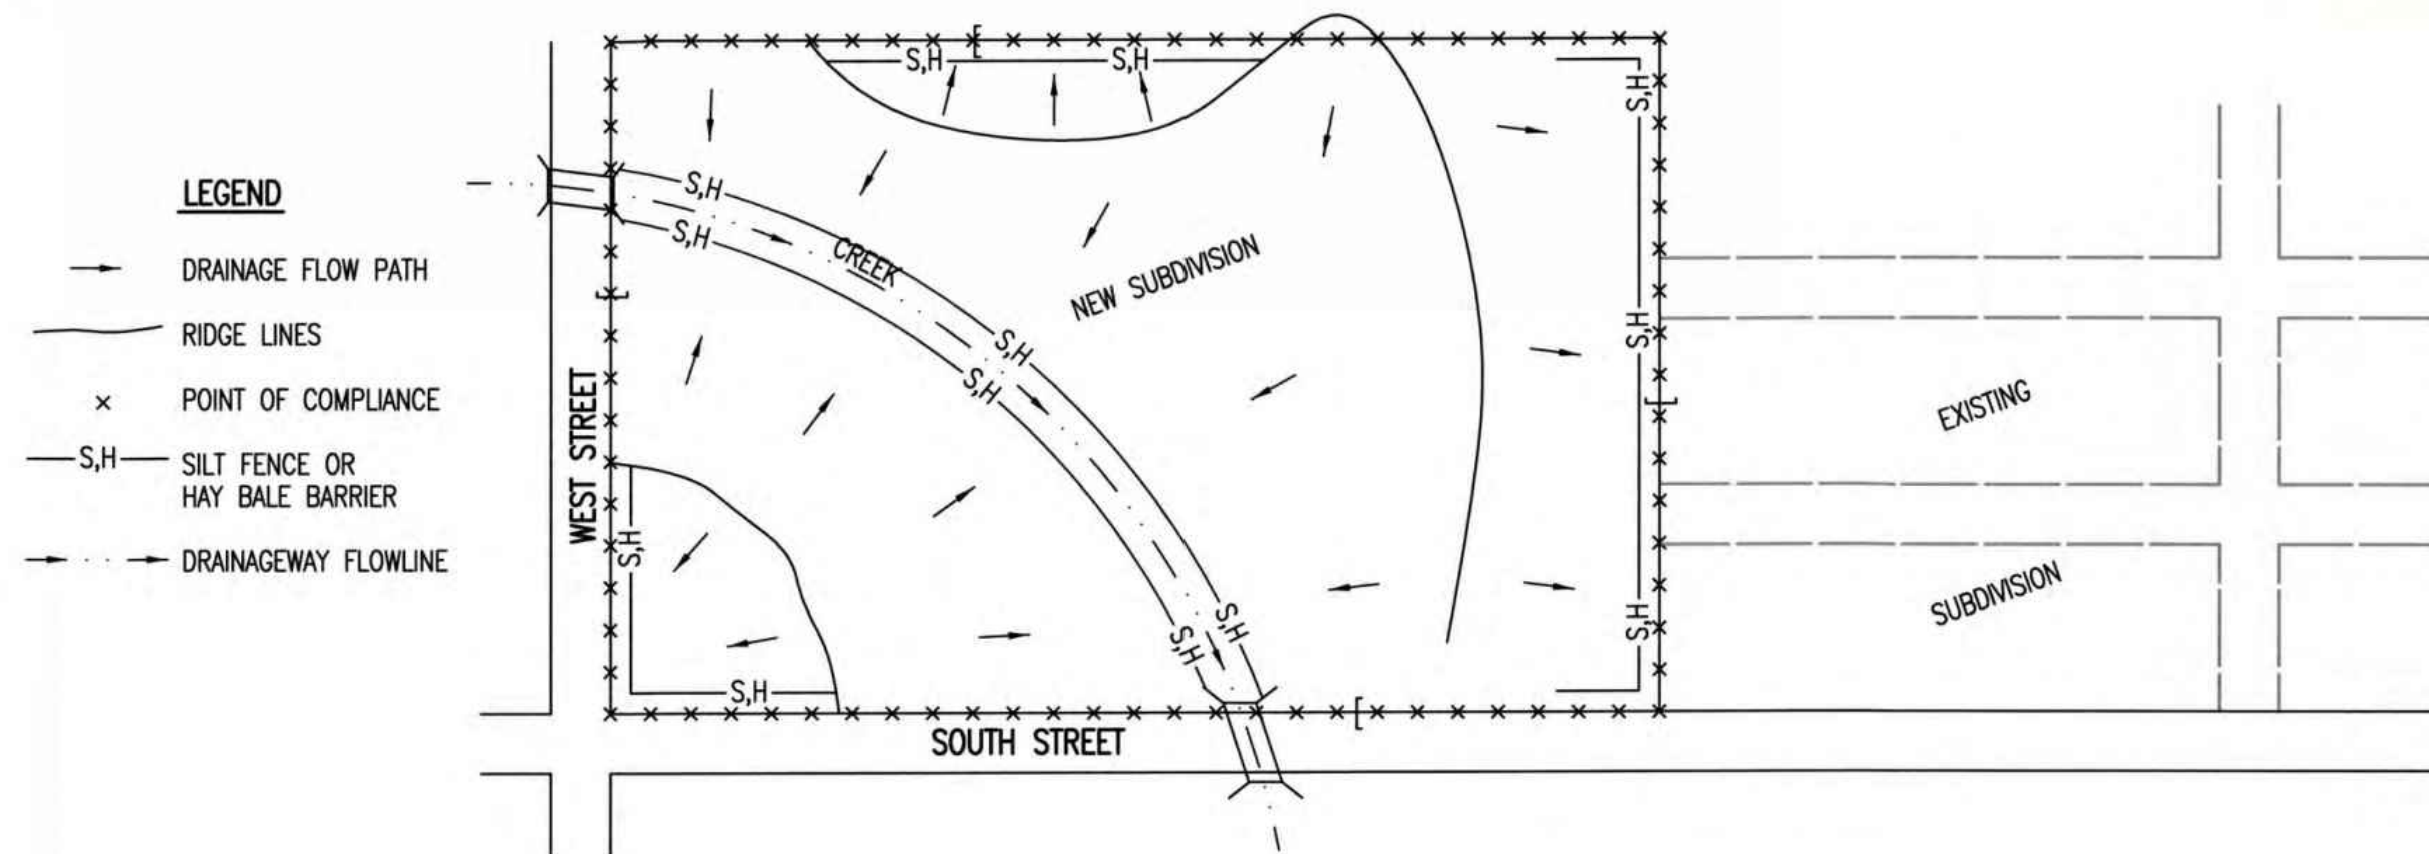 LEGEND
DRAINAGE FLOW PATH
RIDGE LINES
POINT OF COMPLIANCE
S,H
SILT FENCE OR
HAY BALE BARRIER
DRAINAGEWAY FLOWLINE
S,H
S,H
S,H
S,H
S,H
CREEK
NEW SUBDIVISION
S,H
S,H
S,H
WEST STREET
EXISTING
S,H
SUBDIVISION
S,H
S,H
S,H
S,H
SOUTH STREET